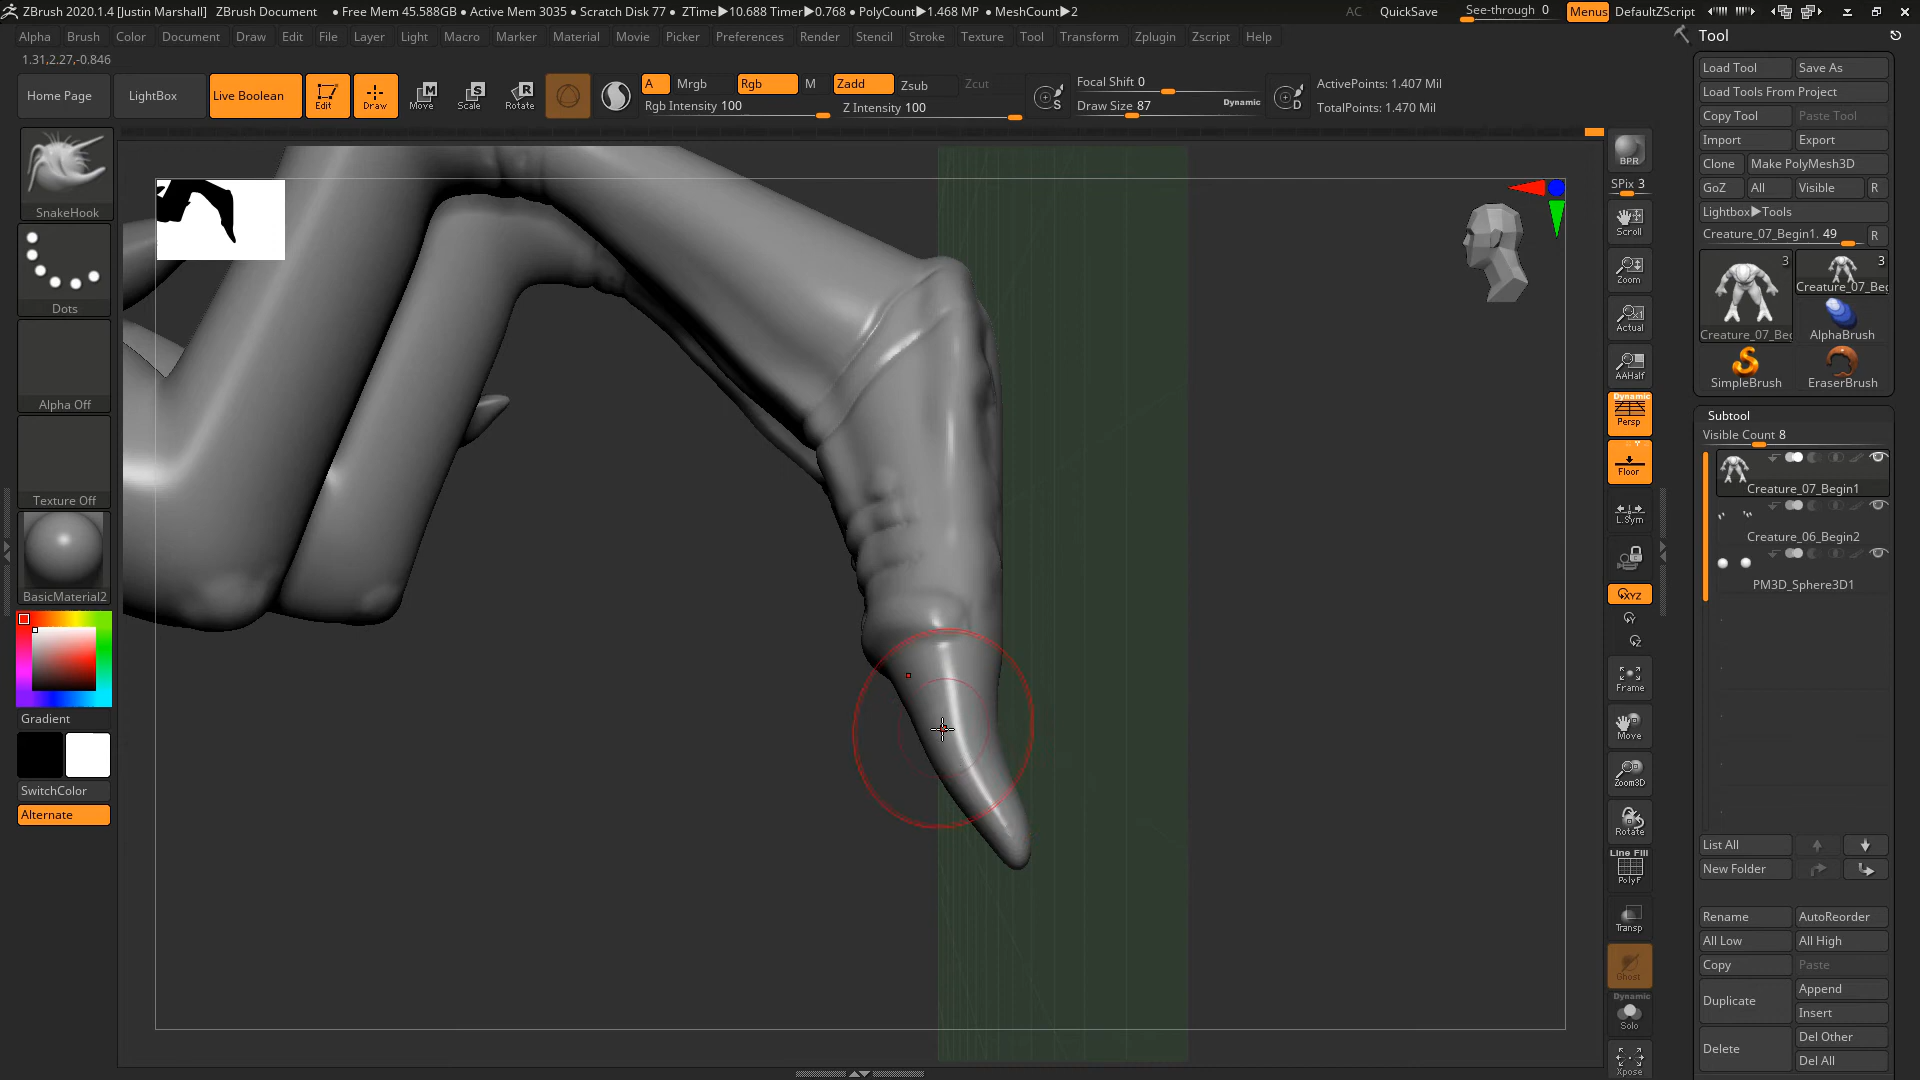 ZBrush 2020.1.4 [Justin Marshall] ZBrush Document • Free Mem 45.588GB • Active Mem 3035 • Scratch Disk 77 • ZTime▶10.688 Timer▶0.768 • PolyCount▶1.468 MP • MeshCount▶2 AC QuickSave See-through 0 Menus DefaultZScript
Alpha Brush Color Document Draw Edit File Layer Light Macro Marker Material Movie Picker Preferences Render Stencil Stroke Texture Tool Transform Zplugin Zscript Help
1.31,2.27,-0.846
Home Page LightBox Live Boolean Edit Draw Move Scale Rotate
A Mrgb Rgb M Zadd Zsub Zcut
Rgb Intensity 100 Z Intensity 100
S
Focal Shift 0
Draw Size 87 Dynamic
D
ActivePoints: 1.407 Mil
TotalPoints: 1.470 Mil
SnakeHook
Dots
Alpha Off
Texture Off
BasicMaterial2
Gradient
SwitchColor
Alternate
BPR
SPix 3
Scroll
Zoom
Actual
AAHalf
Dynamic
Persp
Floor
L.Sym
XYZ
Y
Z
Frame
Move
Zoom3D
Rotate
Line Fill
PolyF
Transp
Ghost
Dynamic
Solo
Xpose
Tool
Load Tool Save As
Load Tools From Project
Copy Tool Paste Tool
Import Export
Clone Make PolyMesh3D
GoZ All Visible R
Lightbox▶Tools
Creature_07_Begin1. 49 R
3 3
Creature_07_Beg
Creature_07_Beg
AlphaBrush
SimpleBrush EraserBrush
Subtool
Visible Count 8
Creature_07_Begin1
Creature_06_Begin2
PM3D_Sphere3D1
List All
New Folder
Rename AutoReorder
All Low All High
Copy Paste
Duplicate Append
Insert
Delete Del Other
Del All